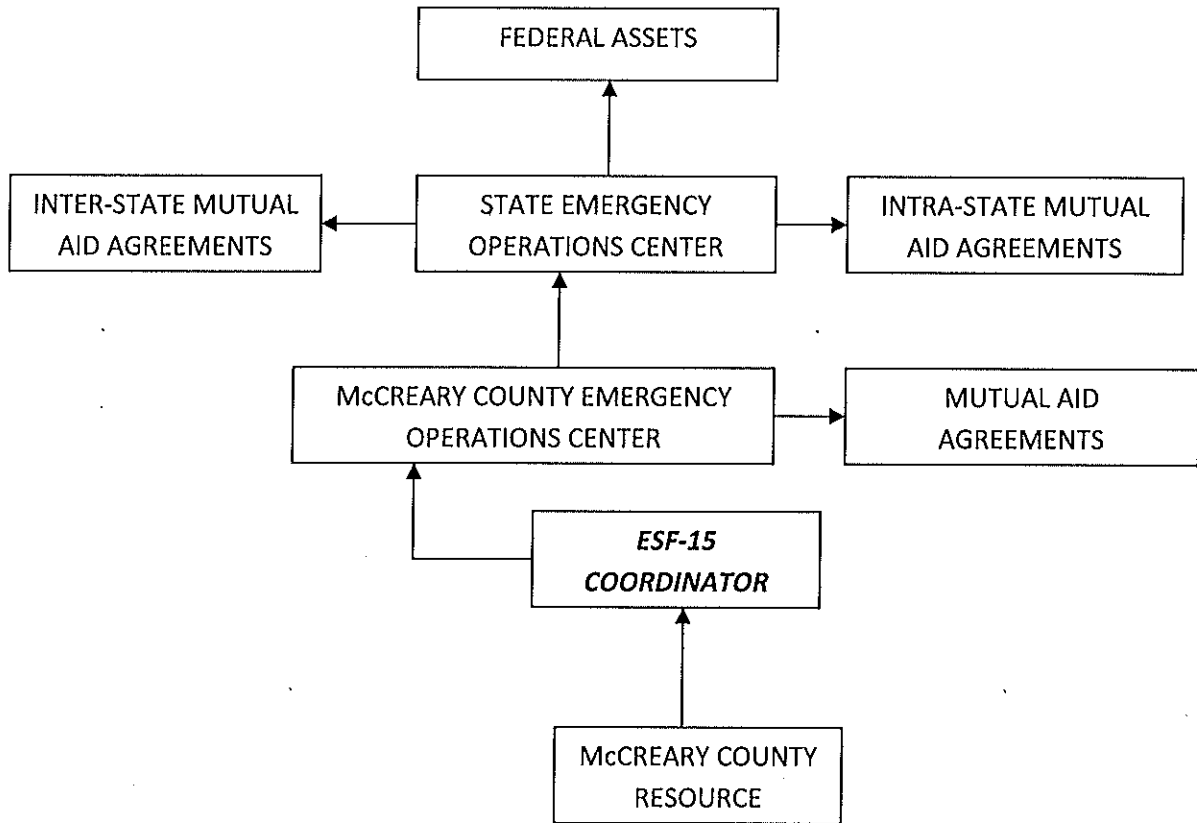 FEDERAL ASSETS
INTER-STATE MUTUAL
AID AGREEMENTS
STATE EMERGENCY
OPERATIONS CENTER
INTRA-STATE MUTUAL
AID AGREEMENTS
McCREARY COUNTY EMERGENCY
OPERATIONS CENTER
MUTUAL AID
AGREEMENTS
ESF-15
COORDINATOR
McCREARY COUNTY
RESOURCE